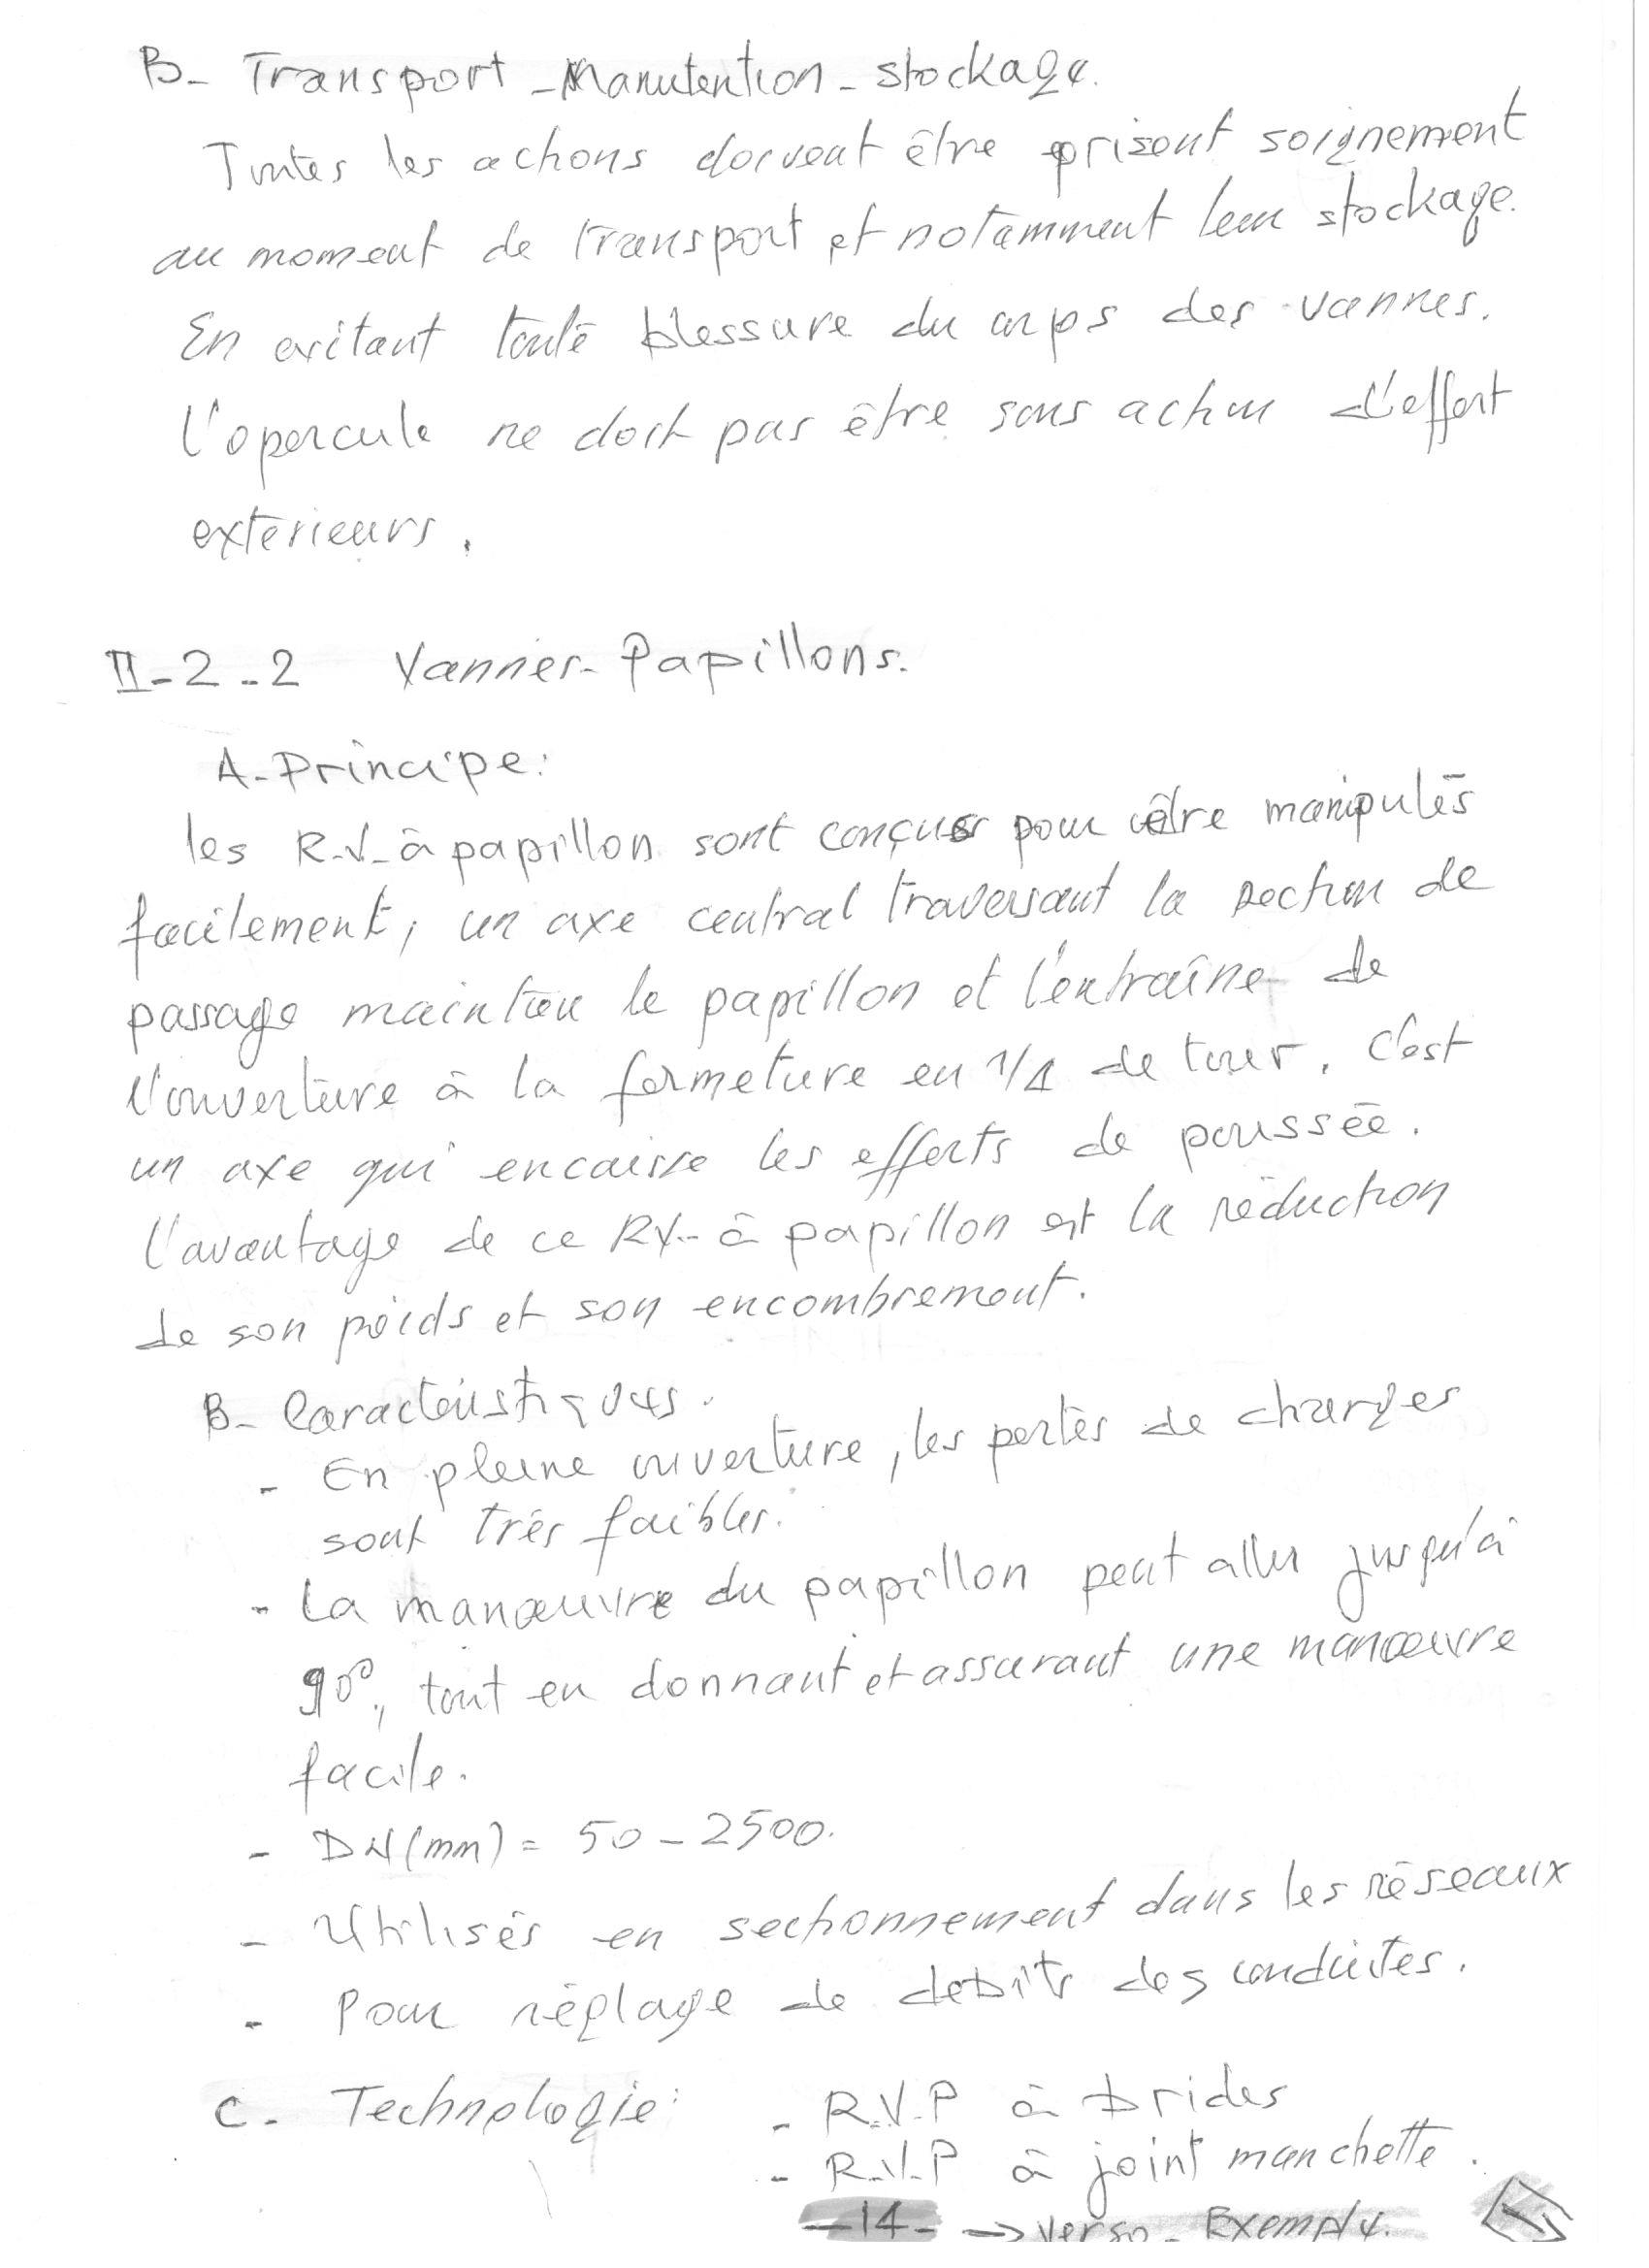 B- Transport - Manutention - stockage.
Toutes les actions doivent être prisent soignement
au moment de transport et notamment leur stockage.
En evitant toute blessure du corps des vannes.
l'opercule ne doit pas être sous action d'effort
exterieurs.
II-2-2 Vannes-Papillons.
A-Principe:
les R-V-à papillon sont conçus pour être manipulés
facilement, un axe central traversant la section de
passage maintien le papillon et l'entraîne de
l'ouverture à la fermeture en 1/4 de tour. C'est
un axe qui encaisse les efforts de poussée.
l'avantage de ce RV- à papillon est la réduction
de son poids et son encombrement.
B- Caractéristiques.
- En pleine ouverture, les pertes de charges
sont très faibles.
- La manœuvre du papillon peut aller jusqu'à
90°, tout en donnant et assurant une manœuvre
facile.
- DN(mm) = 50 - 2500.
- Utilisés en sectionnement dans les réseaux
- Pour réglage de debits des conduites.
C- Technologie: - R.V.P à brides
- R.V.P à joint manchette.
-14- → verso - Exemple.